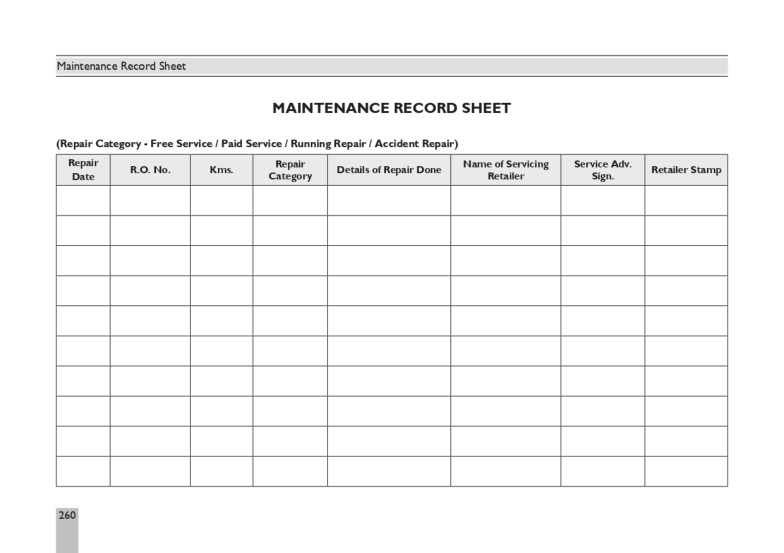 Maintenance Record Sheet
MAINTENANCE RECORD SHEET
(Repair Category - Free Service / Paid Service / Running Repair / Accident Repair)
Repair Date
R.O. No.
Kms.
Repair Category
Details of Repair Done
Name of Servicing Retailer
Service Adv. Sign.
Retailer Stamp
260